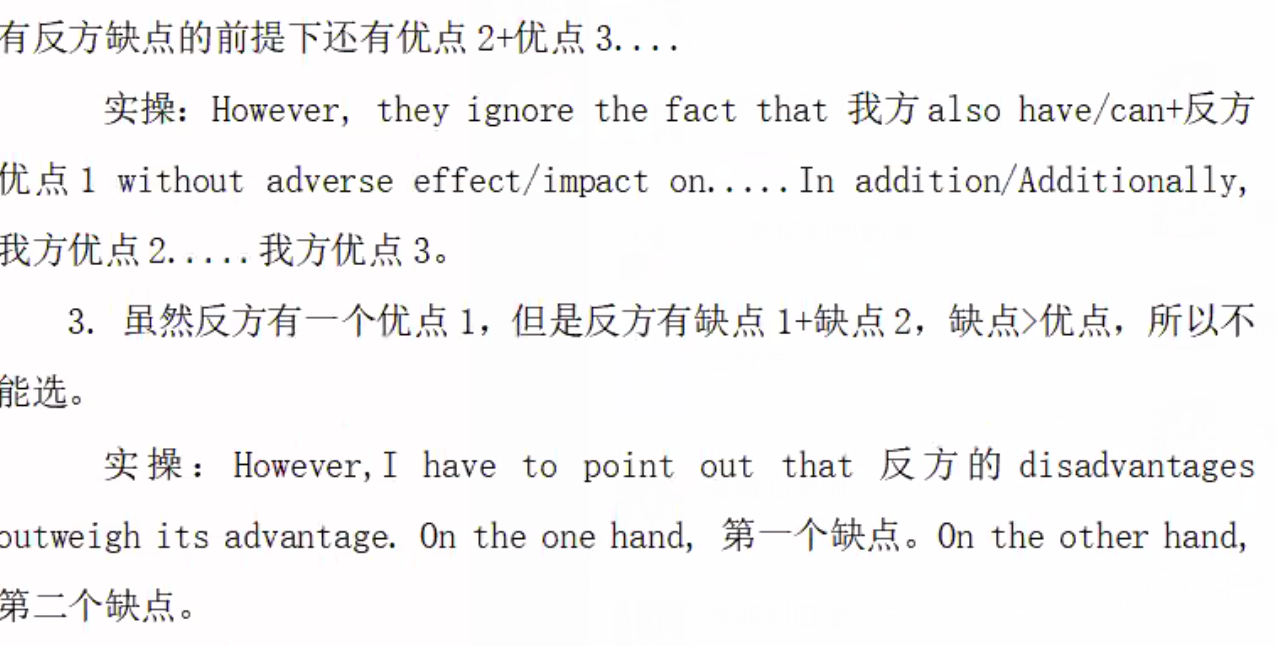 有反方缺点的前提下还有优点 2+优点 3....
实操：However, they ignore the fact that 我方 also have/can+反方
优点 1 without adverse effect/impact on.....In addition/Additionally,
我方优点 2.....我方优点 3。
3. 虽然反方有一个优点 1，但是反方有缺点 1+缺点 2，缺点>优点，所以不
能选。
实操：However,I have to point out that 反方的 disadvantages
outweigh its advantage. On the one hand, 第一个缺点。On the other hand,
第二个缺点。